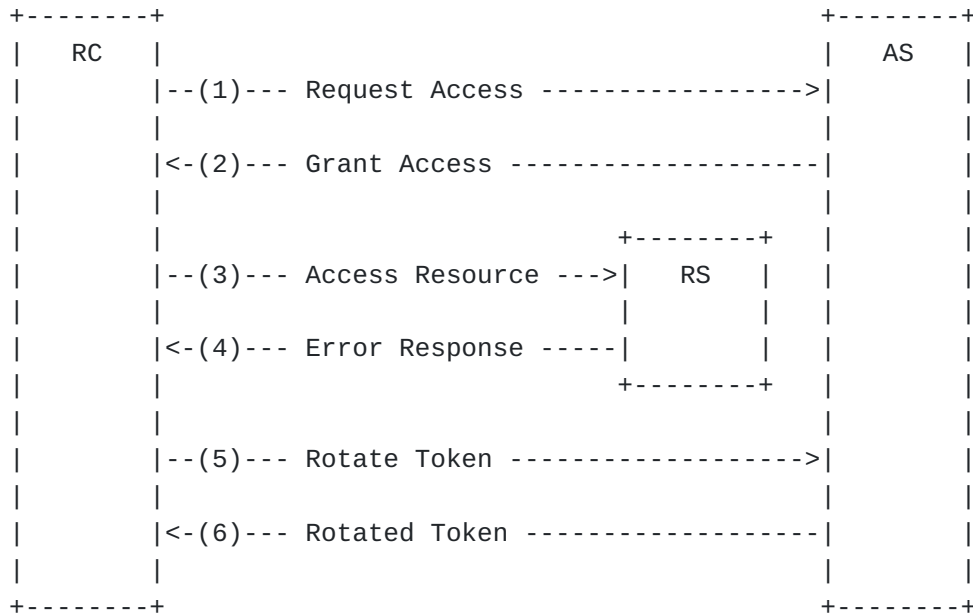 +--------+                                          +--------+
|   RC   |                                          |   AS   |
|        |--(1)--- Request Access ----------------->|        |
|        |                                          |        |
|        |<-(2)--- Grant Access --------------------|        |
|        |                                          |        |
|        |                             +--------+   |        |
|        |--(3)--- Access Resource --->|   RS   |   |        |
|        |                             |        |   |        |
|        |<-(4)--- Error Response -----|        |   |        |
|        |                             +--------+   |        |
|        |                                          |        |
|        |--(5)--- Rotate Token ------------------->|        |
|        |                                          |        |
|        |<-(6)--- Rotated Token -------------------|        |
|        |                                          |        |
+--------+                                          +--------+